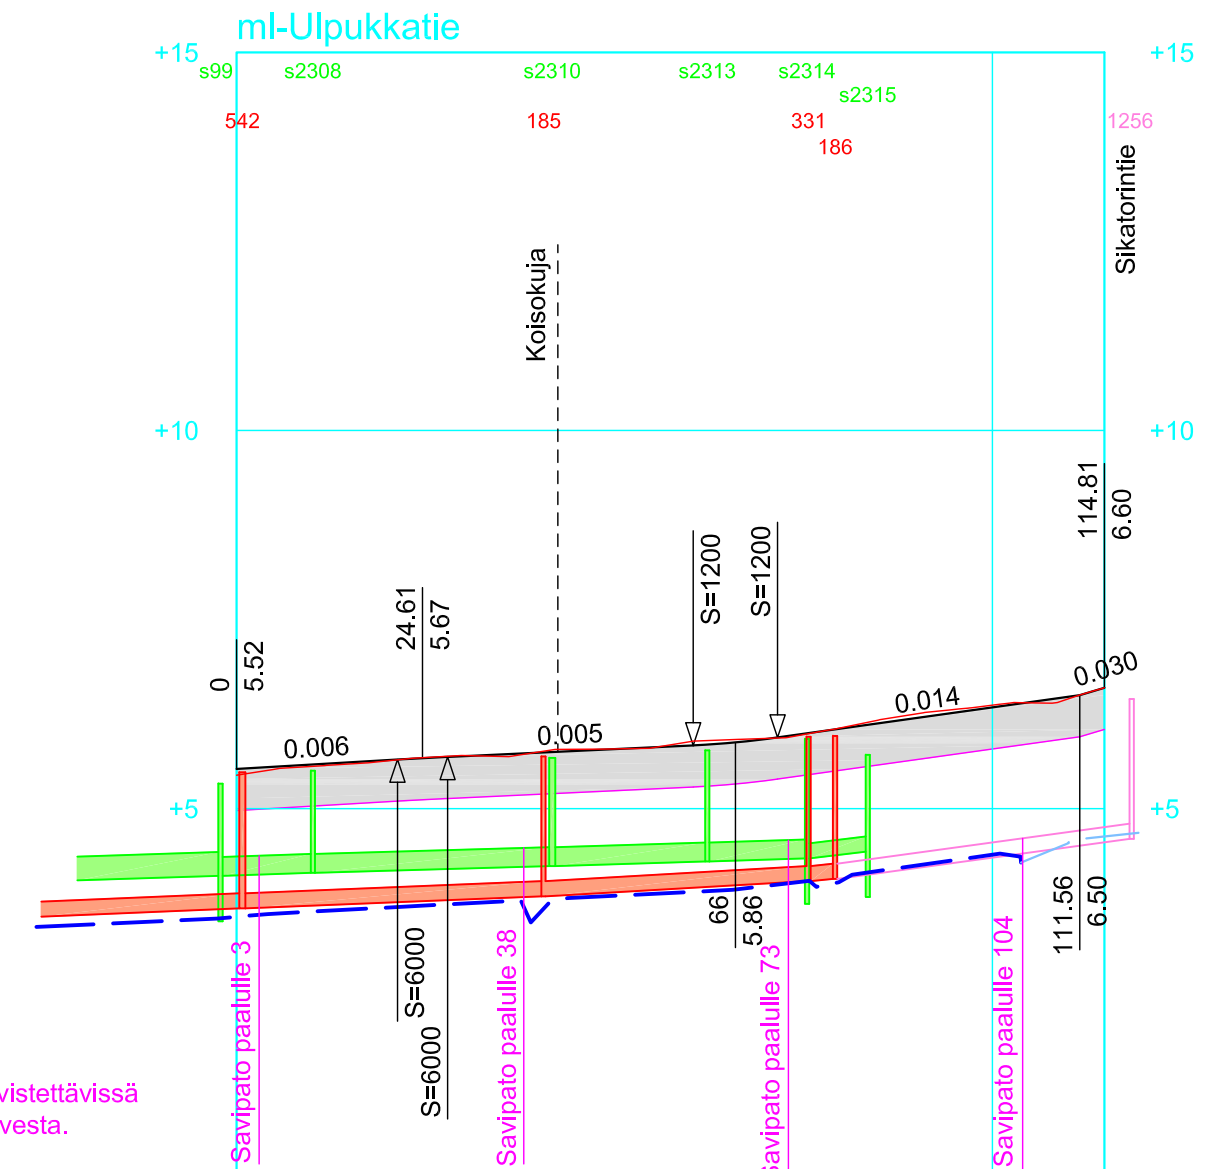 ml-Ulpukkatie
+15
+15
s99
s2308
s2310
s2313
s2314
s2315
542
185
331
186
1256
Sikatorintie
Koisokuja
+10
+10
114.81
6.60
S=1200
S=1200
24.61
5.67
0
5.52
0.006
0.005
0.014
0.030
+5
+5
66
5.86
111.56
6.50
S=6000
S=6000
Savipato paalulle 3
Savipato paalulle 38
Savipato paalulle 73
Savipato paalulle 104
vistettävissä
vesta.